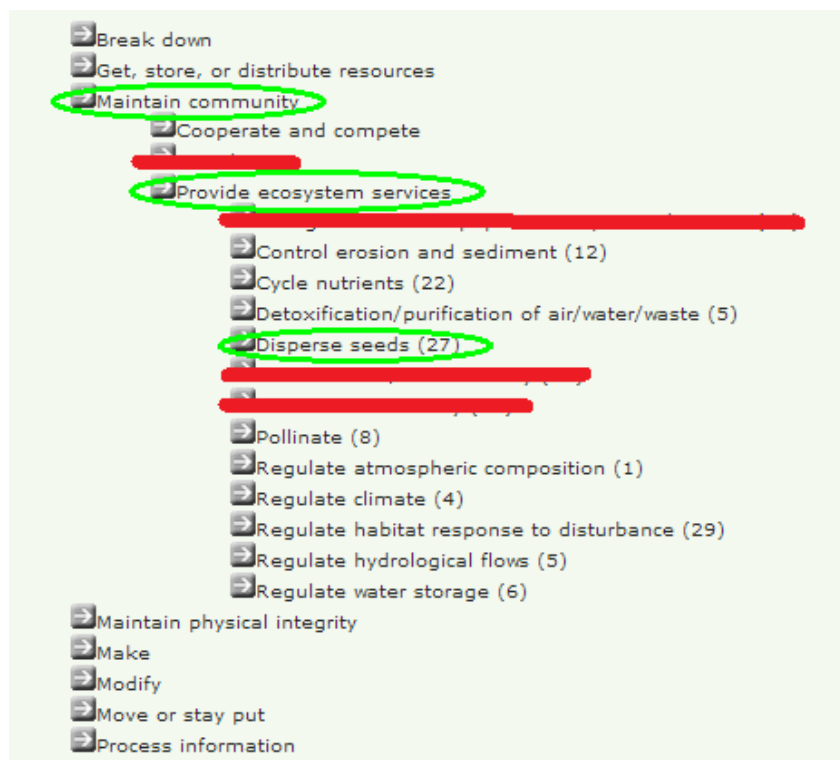 Break down
Get, store, or distribute resources
Maintain community
Cooperate and compete
Provide ecosystem services
Control erosion and sediment (12)
Cycle nutrients (22)
Detoxification/purification of air/water/waste (5)
Disperse seeds (27)
Pollinate (8)
Regulate atmospheric composition (1)
Regulate climate (4)
Regulate habitat response to disturbance (29)
Regulate hydrological flows (5)
Regulate water storage (6)
Maintain physical integrity
Make
Modify
Move or stay put
Process information